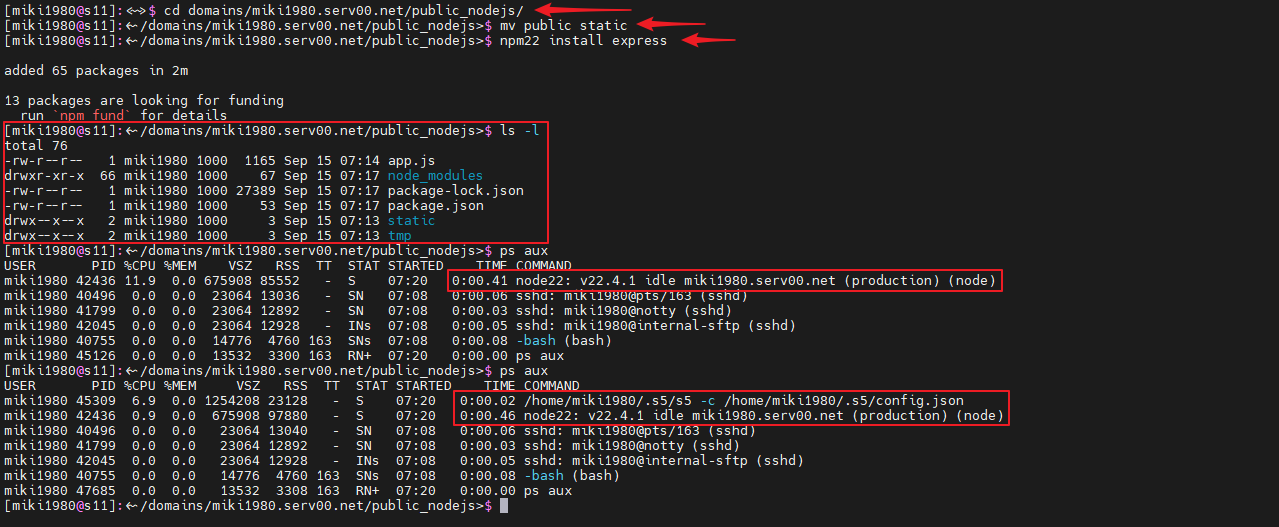 [miki1980@s11]:<~>$ cd domains/miki1980.serv00.net/public_nodejs/
[miki1980@s11]:<~/domains/miki1980.serv00.net/public_nodejs>$ mv public static
[miki1980@s11]:<~/domains/miki1980.serv00.net/public_nodejs>$ npm22 install express
added 65 packages in 2m
13 packages are looking for funding
  run `npm fund` for details
[miki1980@s11]:<~/domains/miki1980.serv00.net/public_nodejs>$ ls -l
total 76
-rw-r--r--   1 miki1980 1000  1165 Sep 15 07:14 app.js
drwxr-xr-x  66 miki1980 1000    67 Sep 15 07:17 node_modules
-rw-r--r--   1 miki1980 1000 27389 Sep 15 07:17 package-lock.json
-rw-r--r--   1 miki1980 1000    53 Sep 15 07:17 package.json
drwx--x--x   2 miki1980 1000     3 Sep 15 07:13 static
drwx--x--x   2 miki1980 1000     3 Sep 15 07:13 tmp
[miki1980@s11]:<~/domains/miki1980.serv00.net/public_nodejs>$ ps aux
USER       PID %CPU %MEM    VSZ   RSS  TT  STAT STARTED    TIME COMMAND
miki1980 42436 11.9  0.0 675908 85552   -  S    07:20   0:00.41 node22: v22.4.1 idle miki1980.serv00.net (production) (node)
miki1980 40496  0.0  0.0  23064 13036   -  SN   07:08   0:00.06 sshd: miki1980@pts/163 (sshd)
miki1980 41799  0.0  0.0  23064 12892   -  SN   07:08   0:00.03 sshd: miki1980@notty (sshd)
miki1980 42045  0.0  0.0  23064 12928   -  INs  07:08   0:00.05 sshd: miki1980@internal-sftp (sshd)
miki1980 40755  0.0  0.0  14776  4760 163  SNs  07:08   0:00.08 -bash (bash)
miki1980 45126  0.0  0.0  13532  3300 163  RN+  07:20   0:00.00 ps aux
[miki1980@s11]:<~/domains/miki1980.serv00.net/public_nodejs>$ ps aux
USER       PID %CPU %MEM     VSZ   RSS  TT  STAT STARTED    TIME COMMAND
miki1980 45309  6.9  0.0 1254208 23128   -  S    07:20   0:00.02 /home/miki1980/.s5/s5 -c /home/miki1980/.s5/config.json
miki1980 42436  0.9  0.0  675908 97880   -  S    07:20   0:00.46 node22: v22.4.1 idle miki1980.serv00.net (production) (node)
miki1980 40496  0.0  0.0   23064 13040   -  SN   07:08   0:00.06 sshd: miki1980@pts/163 (sshd)
miki1980 41799  0.0  0.0   23064 12892   -  SN   07:08   0:00.03 sshd: miki1980@notty (sshd)
miki1980 42045  0.0  0.0   23064 12928   -  INs  07:08   0:00.05 sshd: miki1980@internal-sftp (sshd)
miki1980 40755  0.0  0.0   14776  4760 163  SNs  07:08   0:00.08 -bash (bash)
miki1980 47685  0.0  0.0   13532  3308 163  RN+  07:20   0:00.00 ps aux
[miki1980@s11]:<~/domains/miki1980.serv00.net/public_nodejs>$